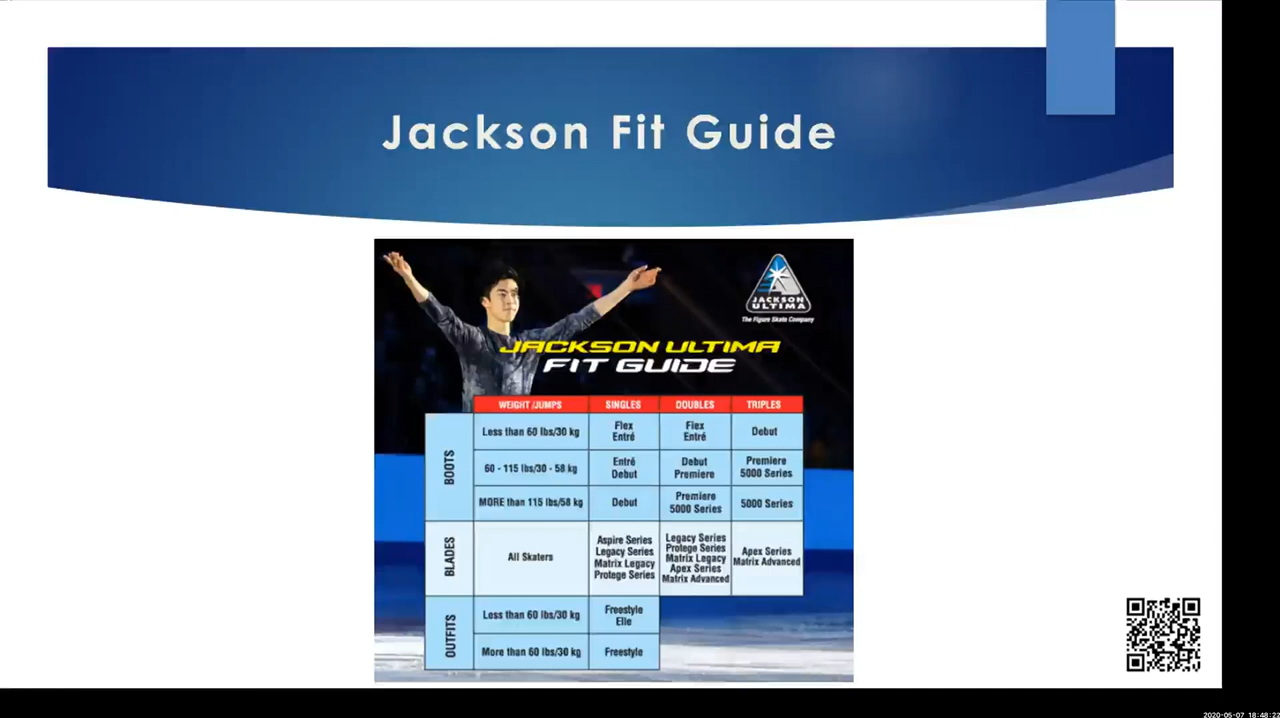 Jackson Fit Guide
JACKSON
ULTIMA
The Figure Skate Company
JACKSON ULTIMA
FIT GUIDE
WEIGHT /JUMPS SINGLES DOUBLES TRIPLES
BOOTS
Less than 60 lbs/30 kg
Flex
Entré
Flex
Entré
Debut
60 - 115 lbs/30 - 58 kg
Entré
Debut
Debut
Premiere
Premiere
5000 Series
MORE than 115 lbs/58 kg
Debut
Premiere
5000 Series
5000 Series
BLADES
All Skaters
Aspire Series
Legacy Series
Matrix Legacy
Protege Series
Legacy Series
Protege Series
Matrix Legacy
Apex Series
Matrix Advanced
Apex Series
Matrix Advanced
OUTFITS
Less than 60 lbs/30 kg
Freestyle
Elle
More than 60 lbs/30 kg
Freestyle